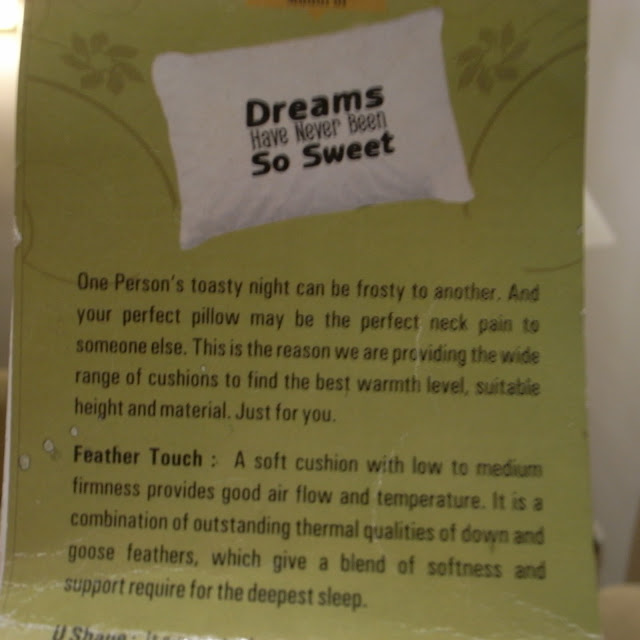 Dreams
Have Never Been
So Sweet
One Person's toasty night can be frosty to another. And
your perfect pillow may be the perfect neck pain to
someone else. This is the reason we are providing the wide
range of cushions to find the best warmth level, suitable
height and material. Just for you.
Feather Touch : A soft cushion with low to medium
firmness provides good air flow and temperature. It is a
combination of outstanding thermal qualities of down and
goose feathers, which give a blend of softness and
support require for the deepest sleep.